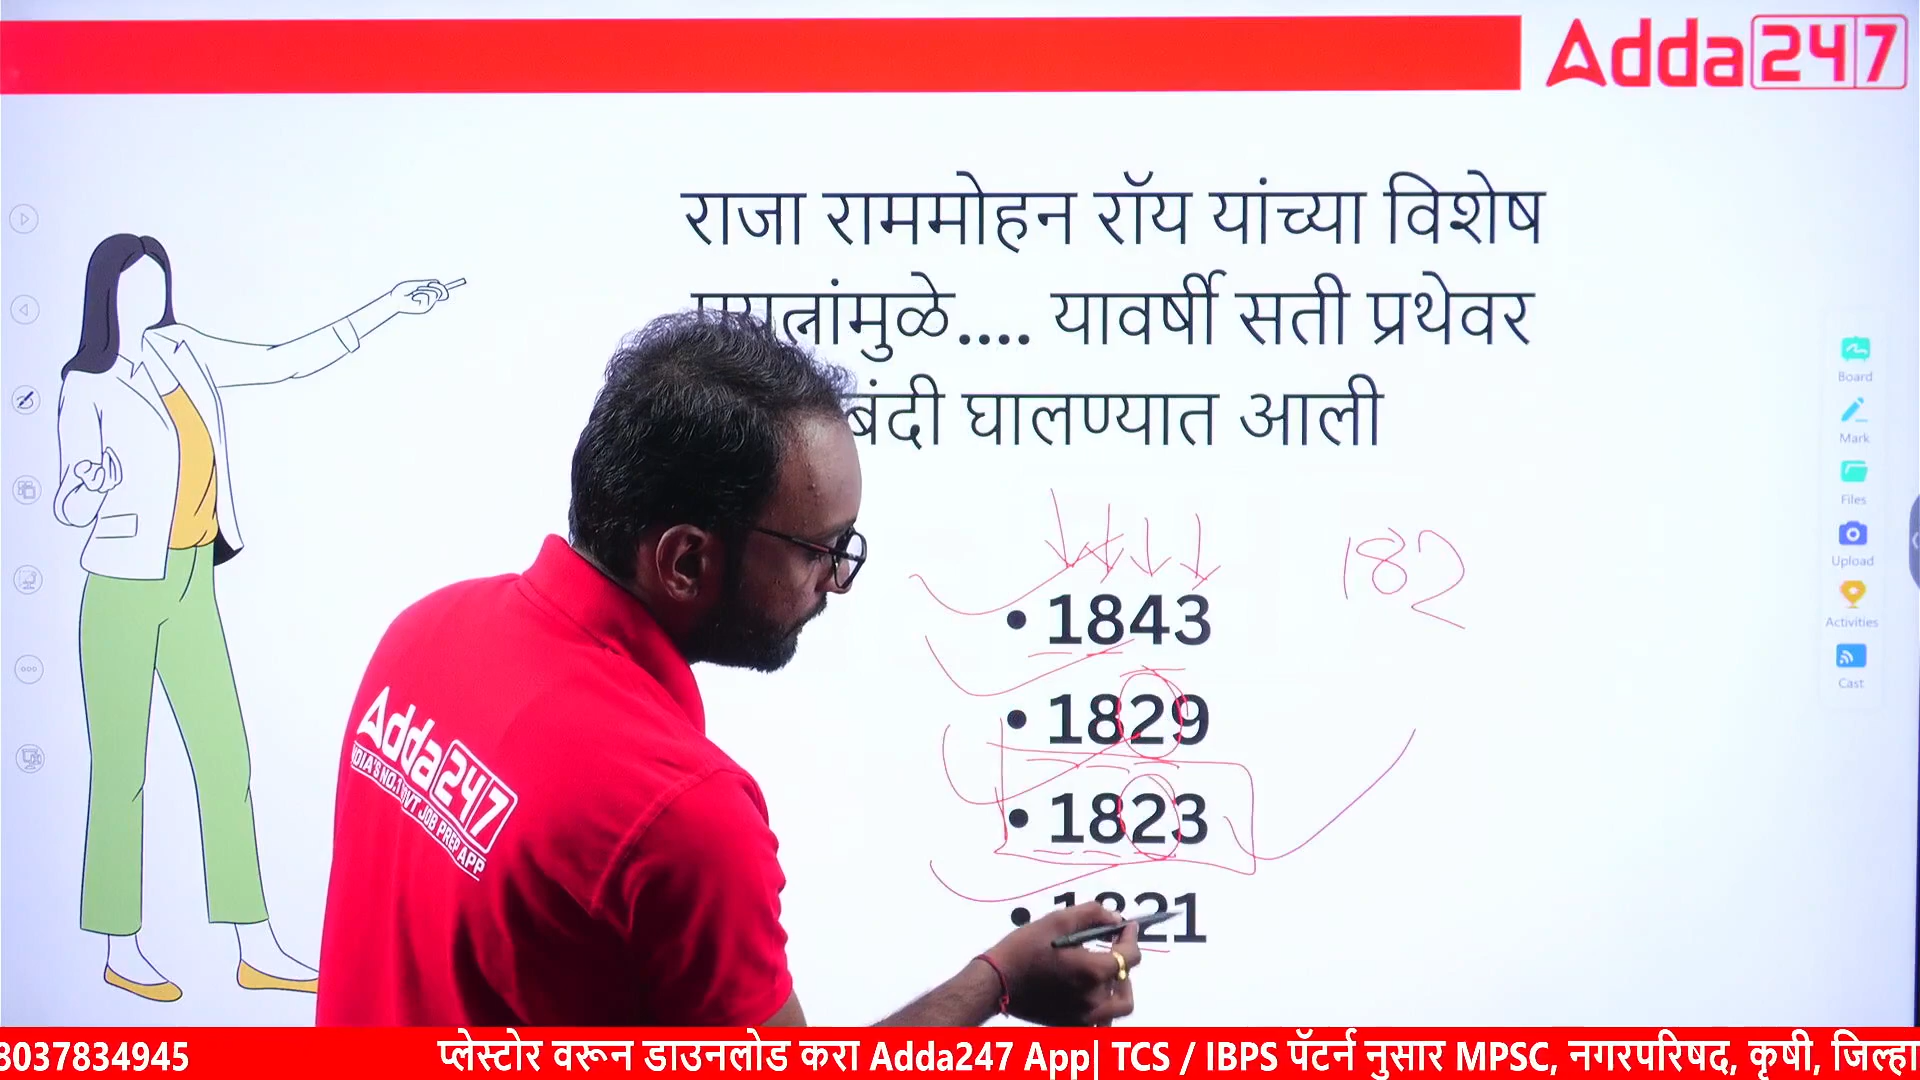 Adda247
राजा राममोहन रॉय यांच्या विशेष
.... यावर्षी सती प्रथेवर
बंदी घालण्यात आली
182
• 1843
• 1829
• 1823
• 1821
Board
Mark
Files
Upload
Activities
Cast
Adda247
INDIA'S NO.1 GOVT JOB PREP APP
8037834945 प्लेस्टोर वरून डाउनलोड करा Adda247 App| TCS / IBPS पॅटर्न नुसार MPSC, नगरपरिषद, कृषी, जिल्हा